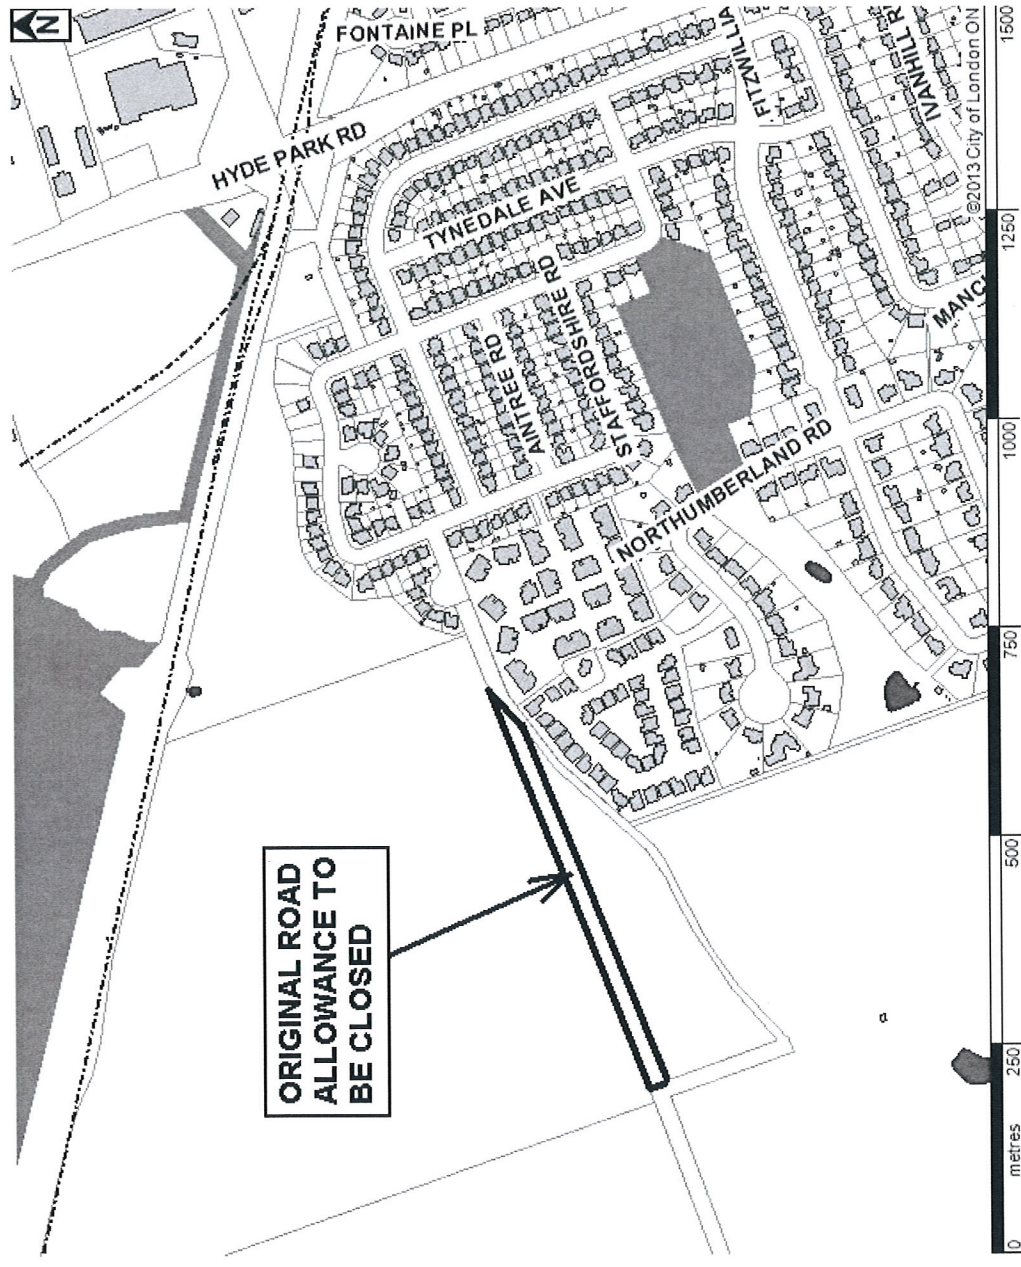 N
FONTAINE PL
HYDE PARK RD
TYNEDALE AVE
FITZWILLIA
IVANHILL R
AINTREE RD
STAFFORDSHIRE RD
NORTHUMBERLAND RD
MANC
ORIGINAL ROAD
ALLOWANCE TO
BE CLOSED
©2013 City of London ON
0 metres 250 500 750 1000 1250 1500